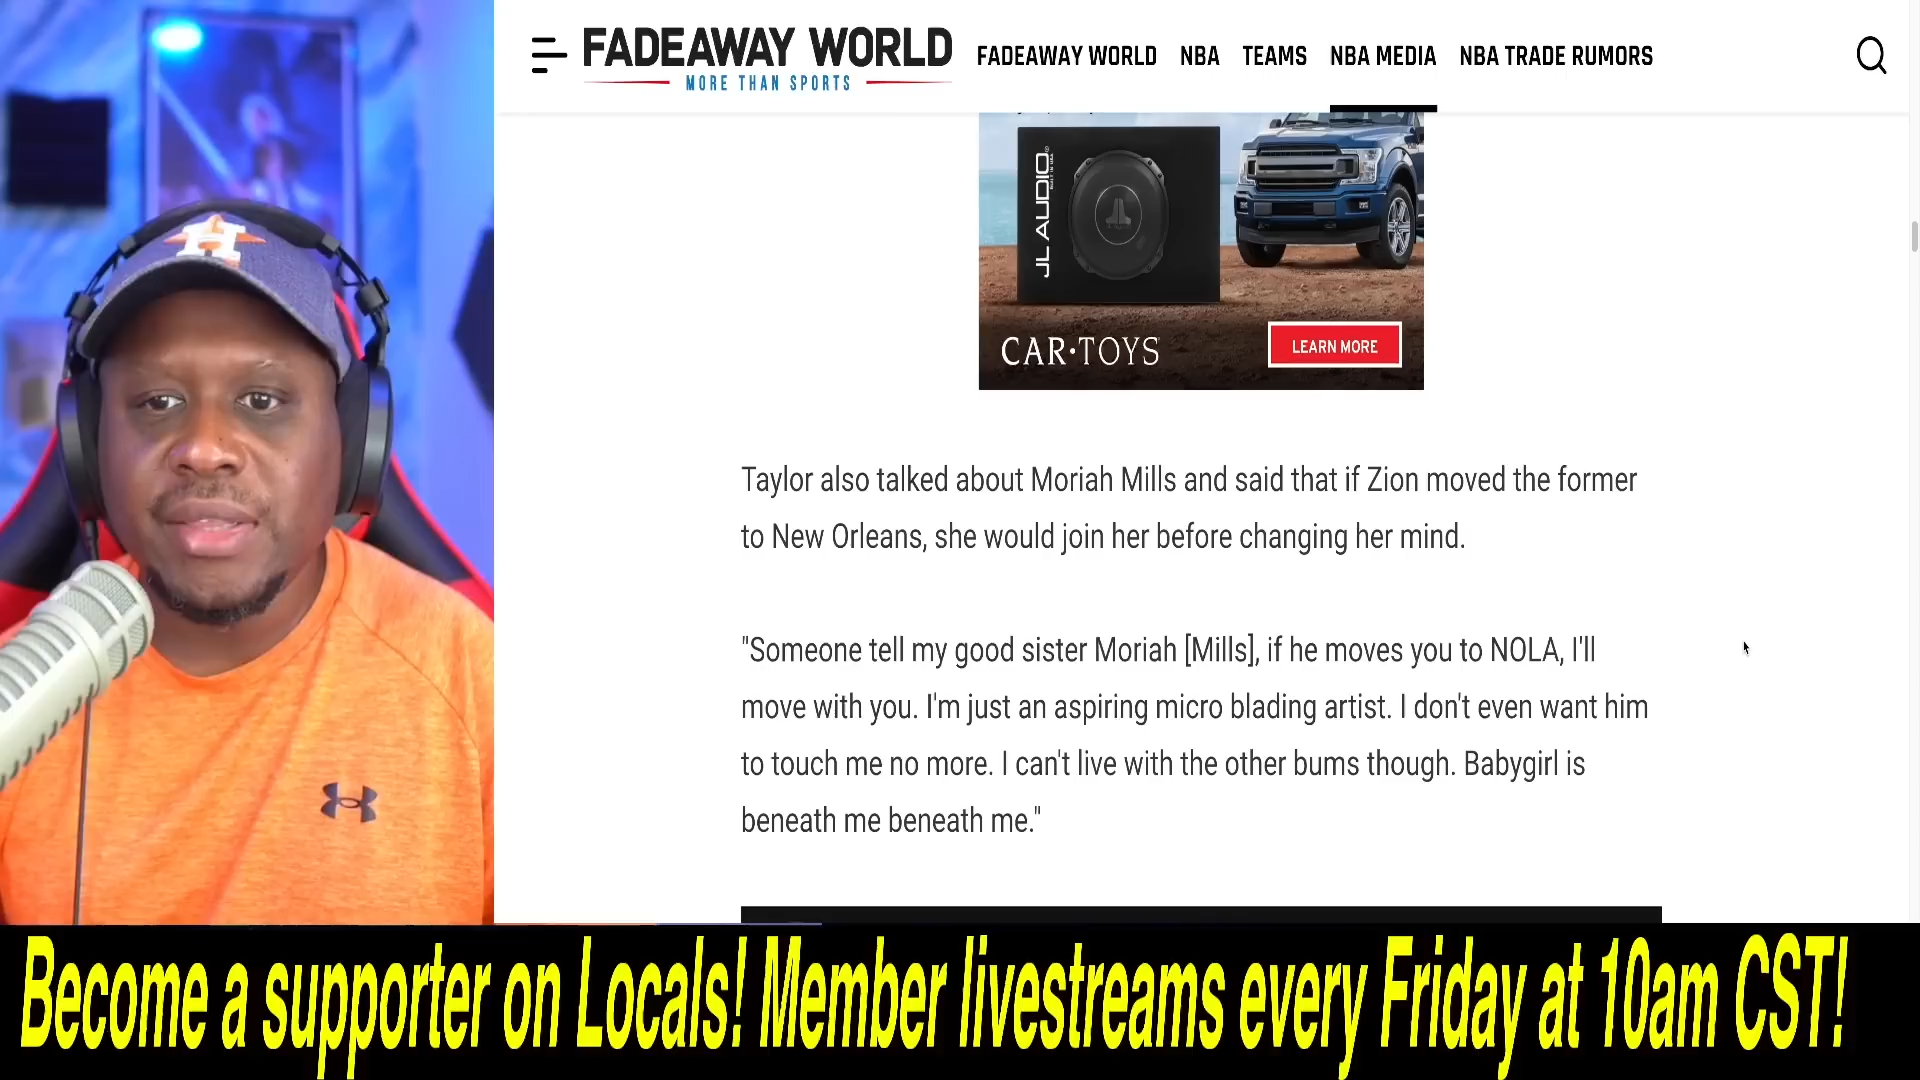 FADEAWAY WORLD
MORE THAN SPORTS
FADEAWAY WORLD NBA TEAMS NBA MEDIA NBA TRADE RUMORS
JL AUDIO
CAR·TOYS
LEARN MORE
Taylor also talked about Moriah Mills and said that if Zion moved the former
to New Orleans, she would join her before changing her mind.
"Someone tell my good sister Moriah [Mills], if he moves you to NOLA, I'll
move with you. I'm just an aspiring micro blading artist. I don't even want him
to touch me no more. I can't live with the other bums though. Babygirl is
beneath me beneath me."
H
Become a supporter on Locals! Member livestreams every Friday at 10am CST!